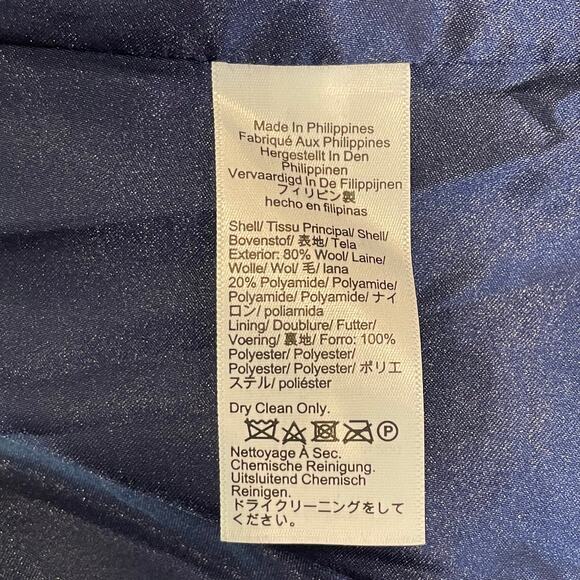 Made In Philippines
Fabriqué Aux Philippines
Hergestellt In Den
Philippinen
Vervaardigd In De Filippijnen
フィリピン製
hecho en filipinas
Shell/ Tissu Principal/ Shell/
Bovenstof/ 表地/ Tela
Exterior: 80% Wool/ Laine/
Wolle/ Wol/ 毛/ lana
20% Polyamide/ Polyamide/
Polyamide/ Polyamide/ ナイ
ロン/ poliamida
Lining/ Doublure/ Futter/
Voering/ 裏地/ Forro: 100%
Polyester/ Polyester/
Polyester/ Polyester/ ポリエ
ステル/ poliéster
Dry Clean Only.
P
Nettoyage À Sec.
Chemische Reinigung.
Uitsluitend Chemisch
Reinigen.
ドライクリーニングをして
ください。